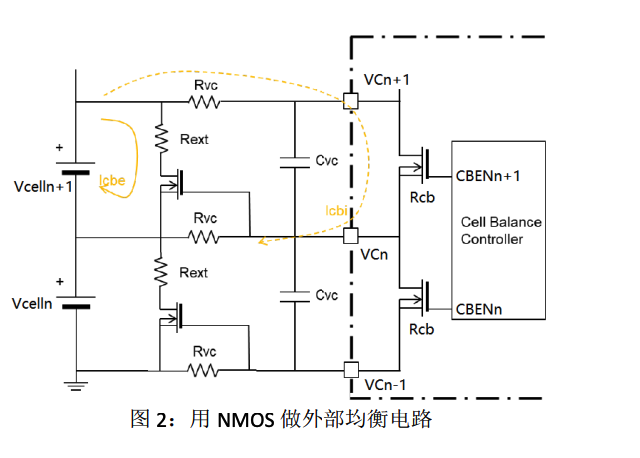 VCn+1
Rvc
Rext
+
Cvc
Icbe
CBENn+1
Vcelln+1
Rcb
Icbi
Cell Balance
Controller
Rvc
VCn
Rext
+
Cvc
Vcelln
CBENn
Rcb
Rvc
VCn-1
图 2：用 NMOS 做外部均衡电路